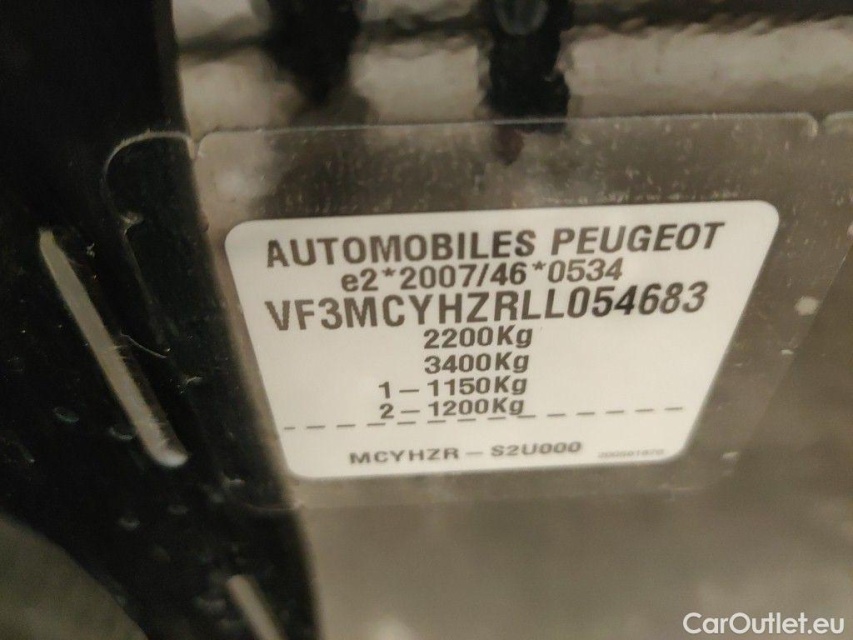 AUTOMOBILES PEUGEOT
e2*2007/46*0534
VF3MCYHZRLL054683
2200Kg
3400Kg
1-1150Kg
2-1200Kg
MCYHZR-S2U000
CarOutlet.eu